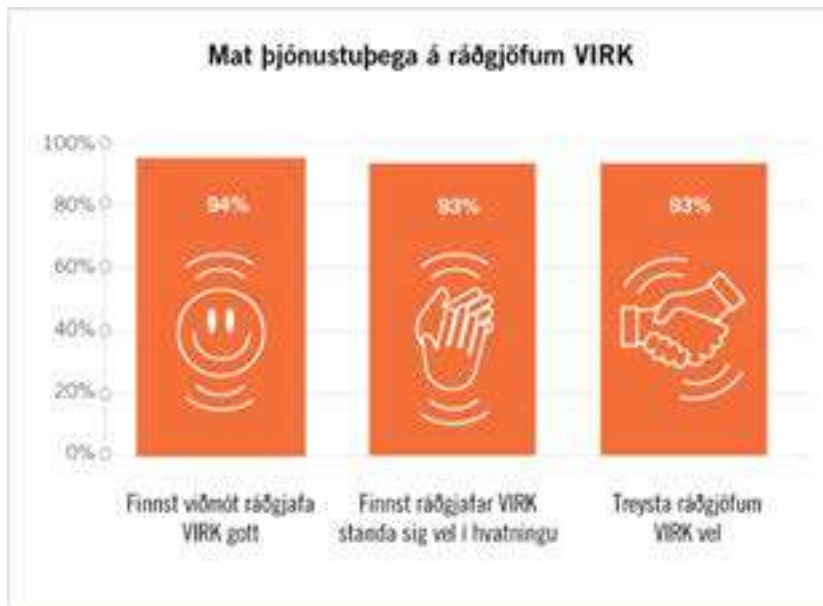 Mat þjónustuþega á ráðgjöfum VIRK
100%
80%
60%
40%
20%
0%
94%
93%
93%
Finnst viðmót ráðgjafa
VIRK gott
Finnst ráðgjafar VIRK
standa sig vel í hvatningu
Treysta ráðgjöfum
VIRK vel